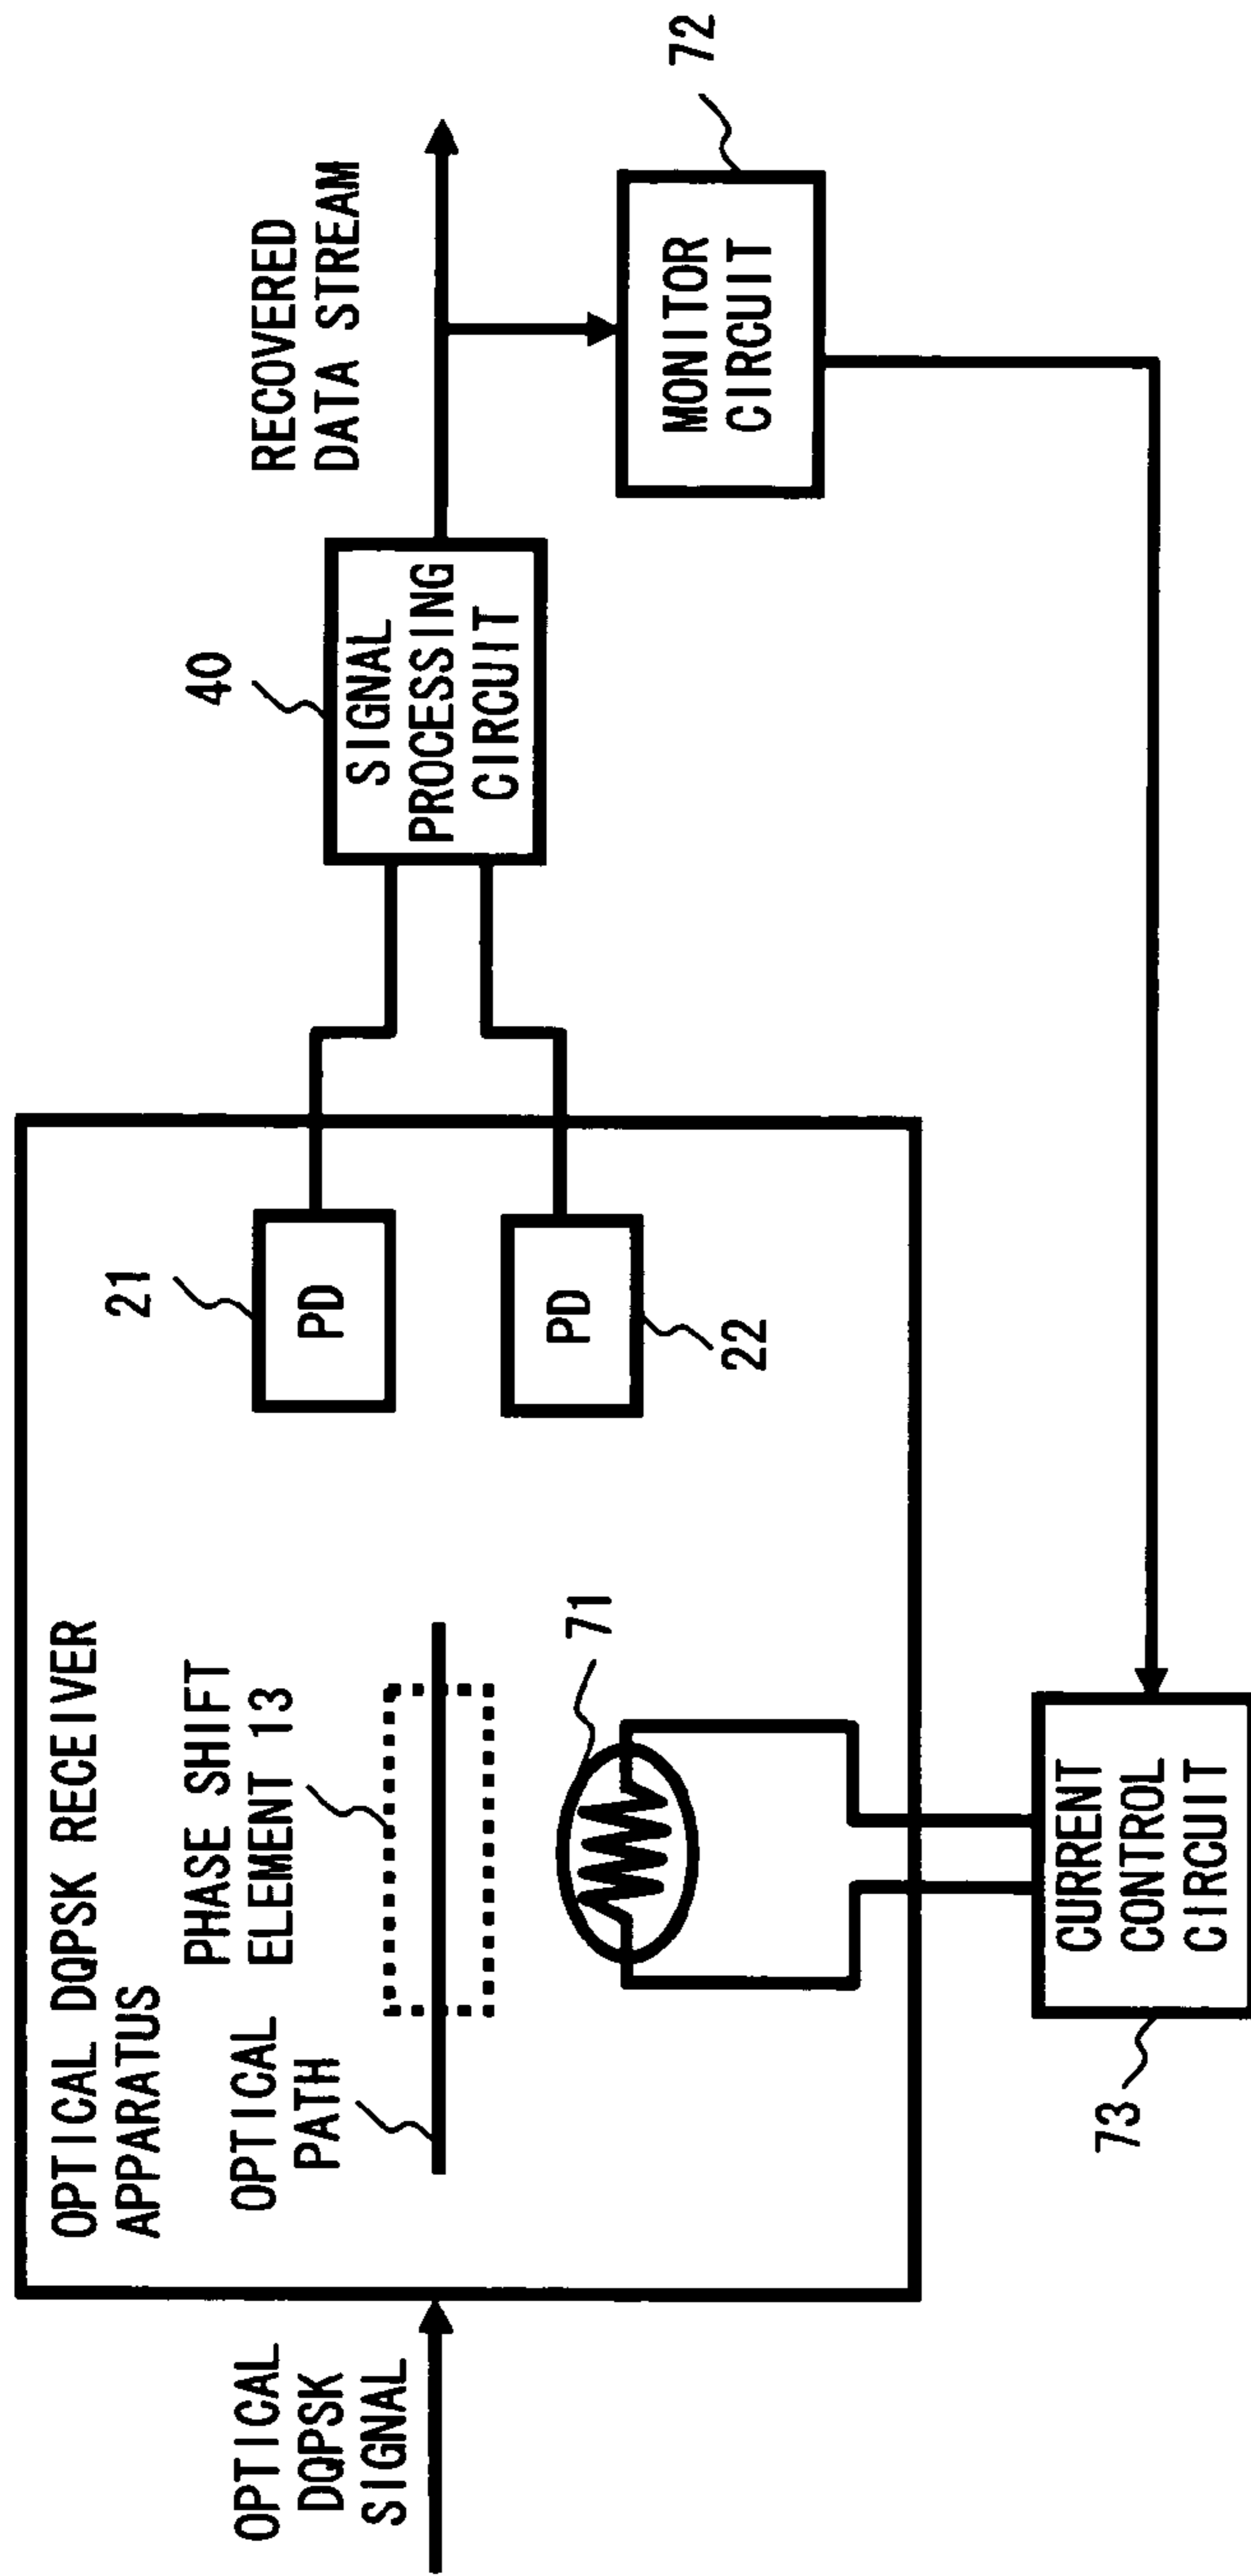 OPTICAL DQPSK RECEIVER
APPARATUS
PHASE SHIFT
ELEMENT 13
OPTICAL
PATH
OPTICAL
DQPSK
SIGNAL
21
PD
PD
22
71
40
SIGNAL
PROCESSING
CIRCUIT
RECOVERED
DATA STREAM
72
MONITOR
CIRCUIT
CURRENT
CONTROL
CIRCUIT
73